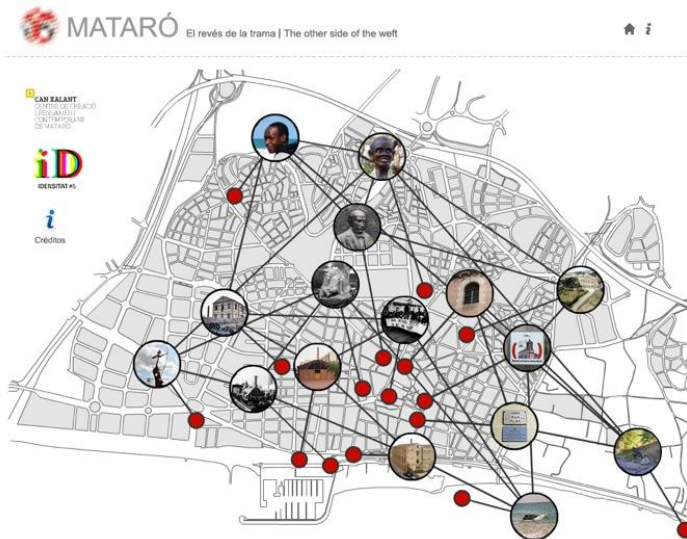 MATARÓ El revés de la trama | The other side of the weft
CAN XALANT
CENTRE DE CREACIÓ
I PENSAMENT
CONTEMPORANI
DE MATARÓ
iD
IDENSITAT #5
i
Créditos